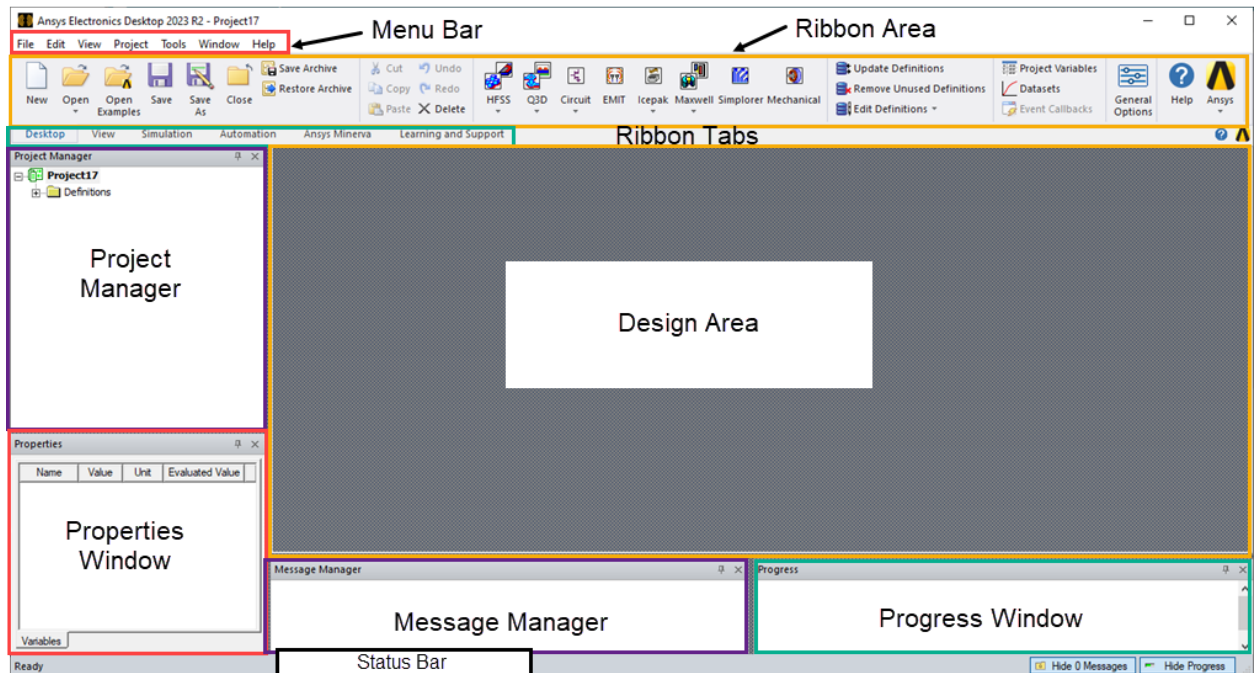 Ansys Electronics Desktop 2023 R2 - Project17
File Edit View Project Tools Window Help
Menu Bar
Ribbon Area
New
Open
Open Examples
Save
Save As
Close
Save Archive
Restore Archive
Cut
Undo
Copy
Redo
Paste
Delete
HFSS
Q3D
Circuit
EMIT
Icepak
Maxwell
Simplorer
Mechanical
Update Definitions
Remove Unused Definitions
Edit Definitions
Project Variables
Datasets
Event Callbacks
General Options
Help
Ansys
Desktop View Simulation Automation Ansys Minerva Learning and Support
Ribbon Tabs
Project Manager
Project17
Definitions
Project
Manager
Design Area
Properties
Name Value Unit Evaluated Value
Properties
Window
Variables
Message Manager
Message Manager
Progress
Progress Window
Ready
Status Bar
Hide 0 Messages
Hide Progress